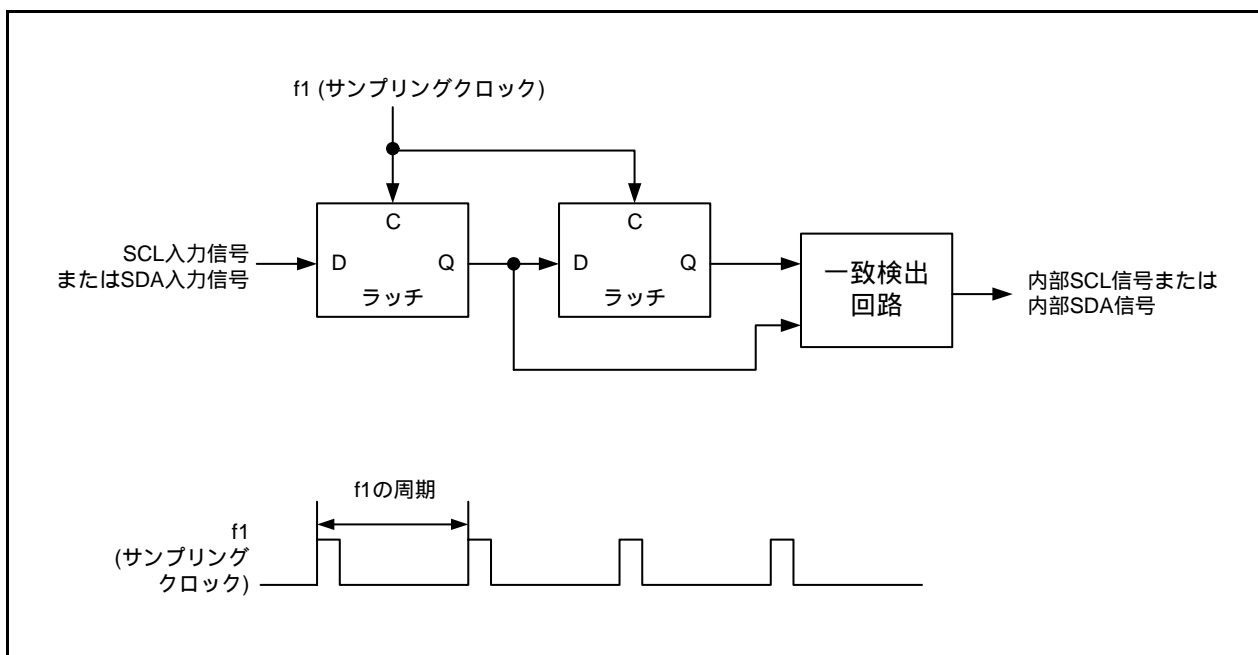 f1 (サンプリングクロック)
C
C
SCL入力信号
またはSDA入力信号
D
Q
D
Q
ラッチ
ラッチ
一致検出
回路
内部SCL信号または
内部SDA信号
f1の周期
f1
(サンプリング
クロック)